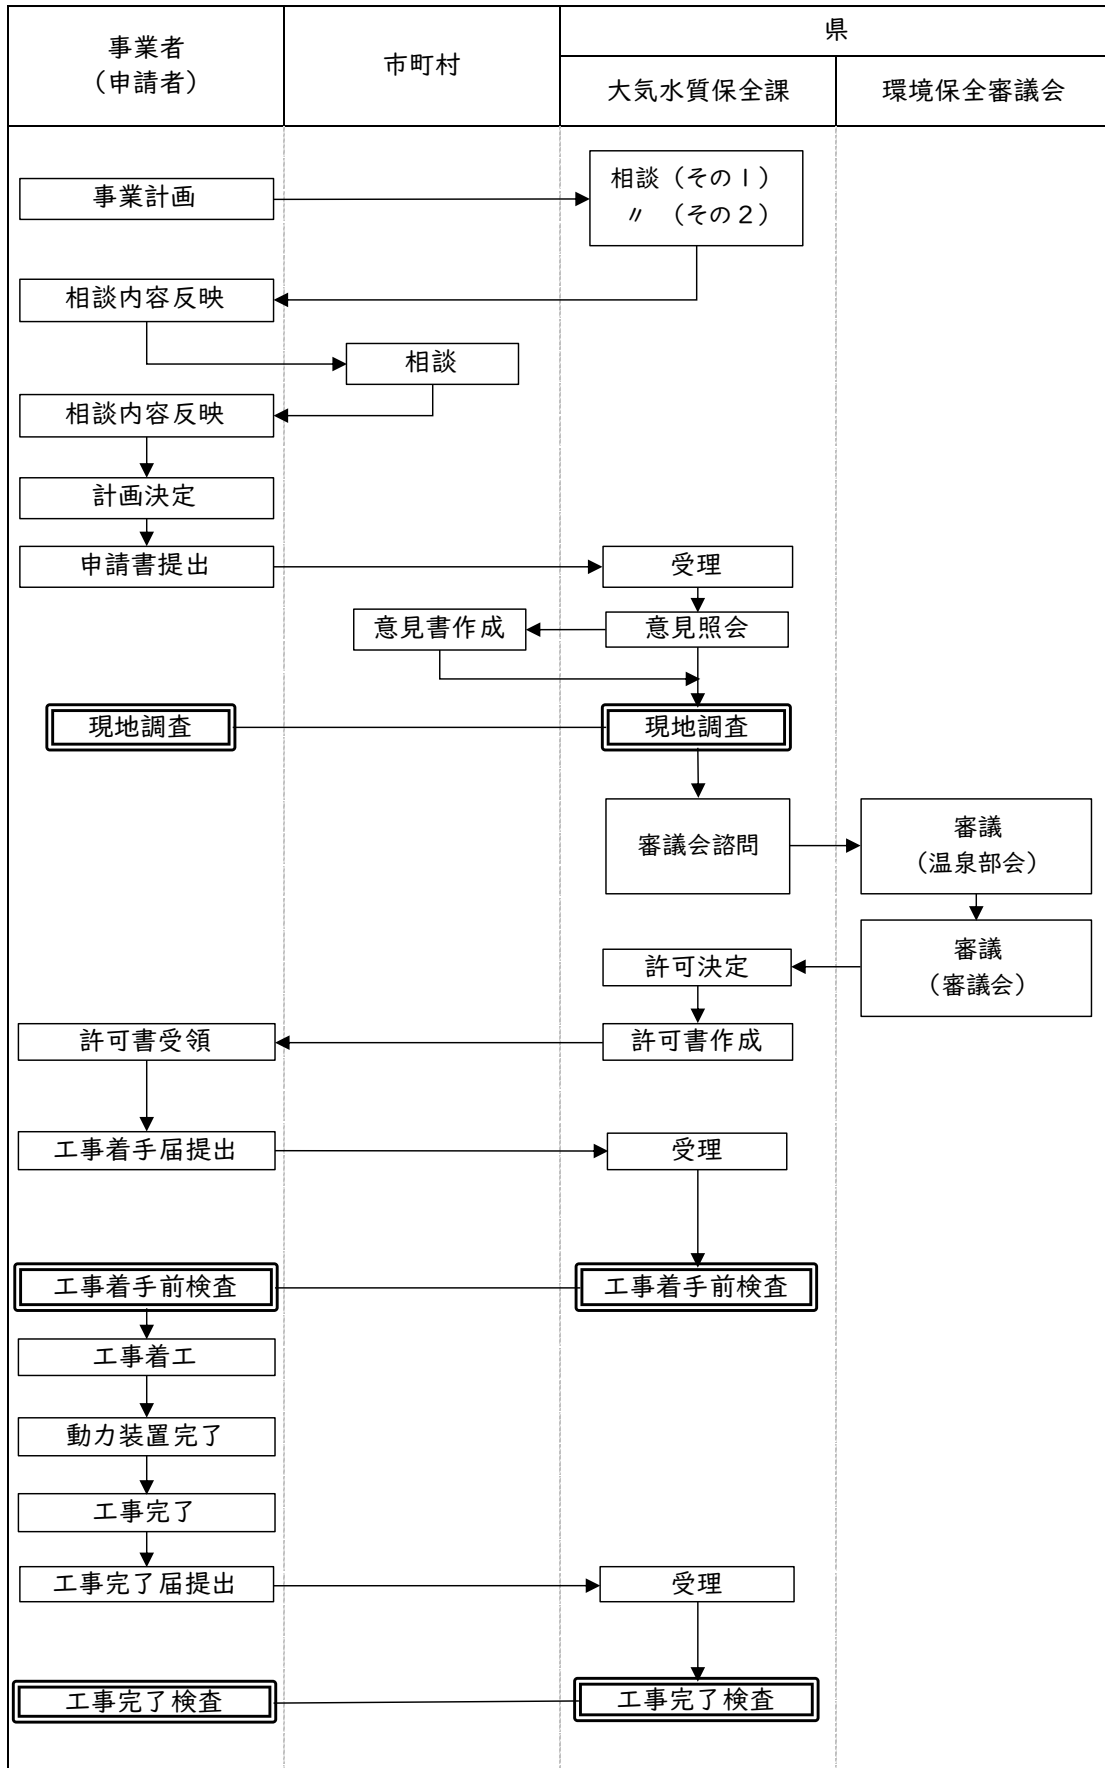 事業者
（申請者）
市町村
県
大気水質保全課
環境保全審議会
事業計画
相談（その１）
〃　（その２）
相談内容反映
相談
相談内容反映
計画決定
申請書提出
受理
意見書作成
意見照会
現地調査
現地調査
審議会諮問
審議
（温泉部会）
審議
（審議会）
許可決定
許可書受領
許可書作成
工事着手届提出
受理
工事着手前検査
工事着手前検査
工事着工
動力装置完了
工事完了
工事完了届提出
受理
工事完了検査
工事完了検査